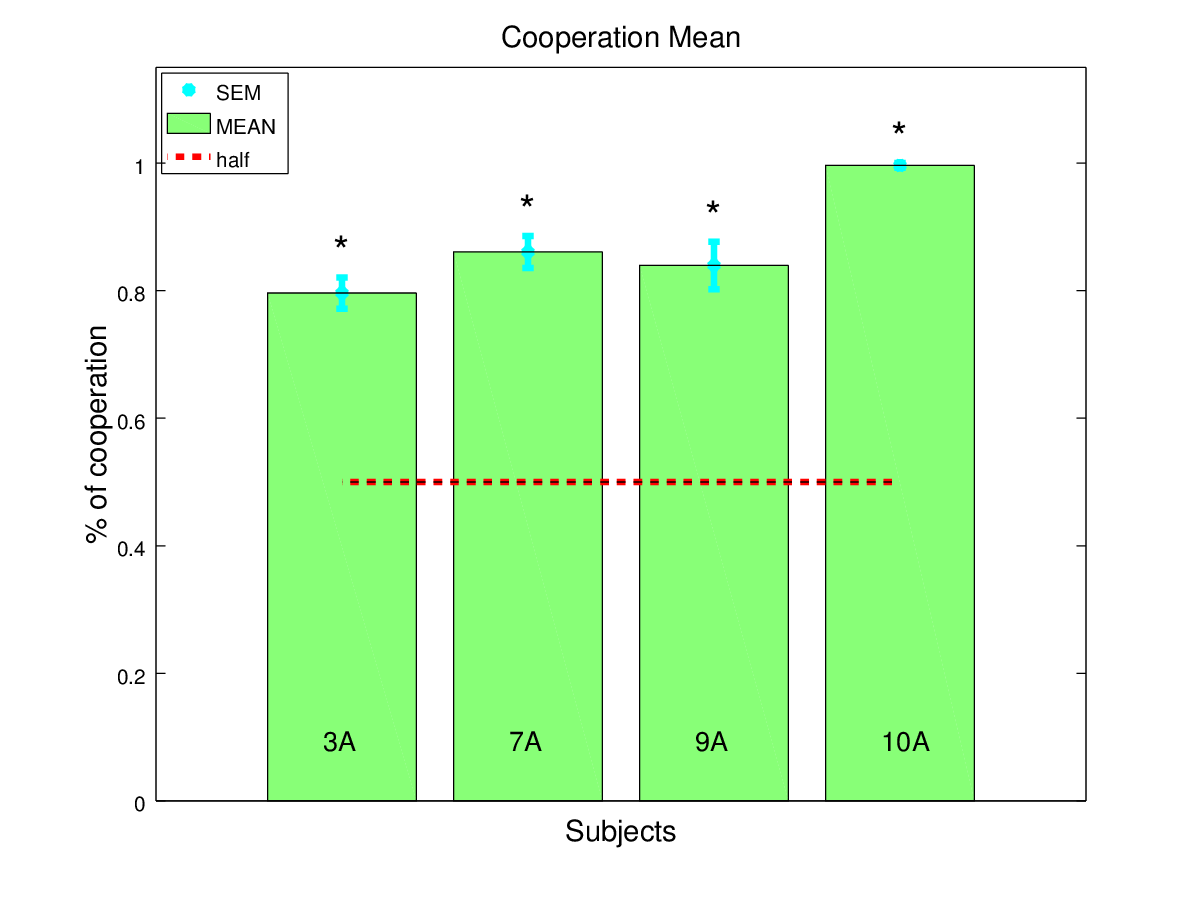 Cooperation Mean
SEM
MEAN
half
*
*
*
*
1
0.8
0.6
0.4
0.2
0
% of cooperation
3A
7A
9A
10A
Subjects